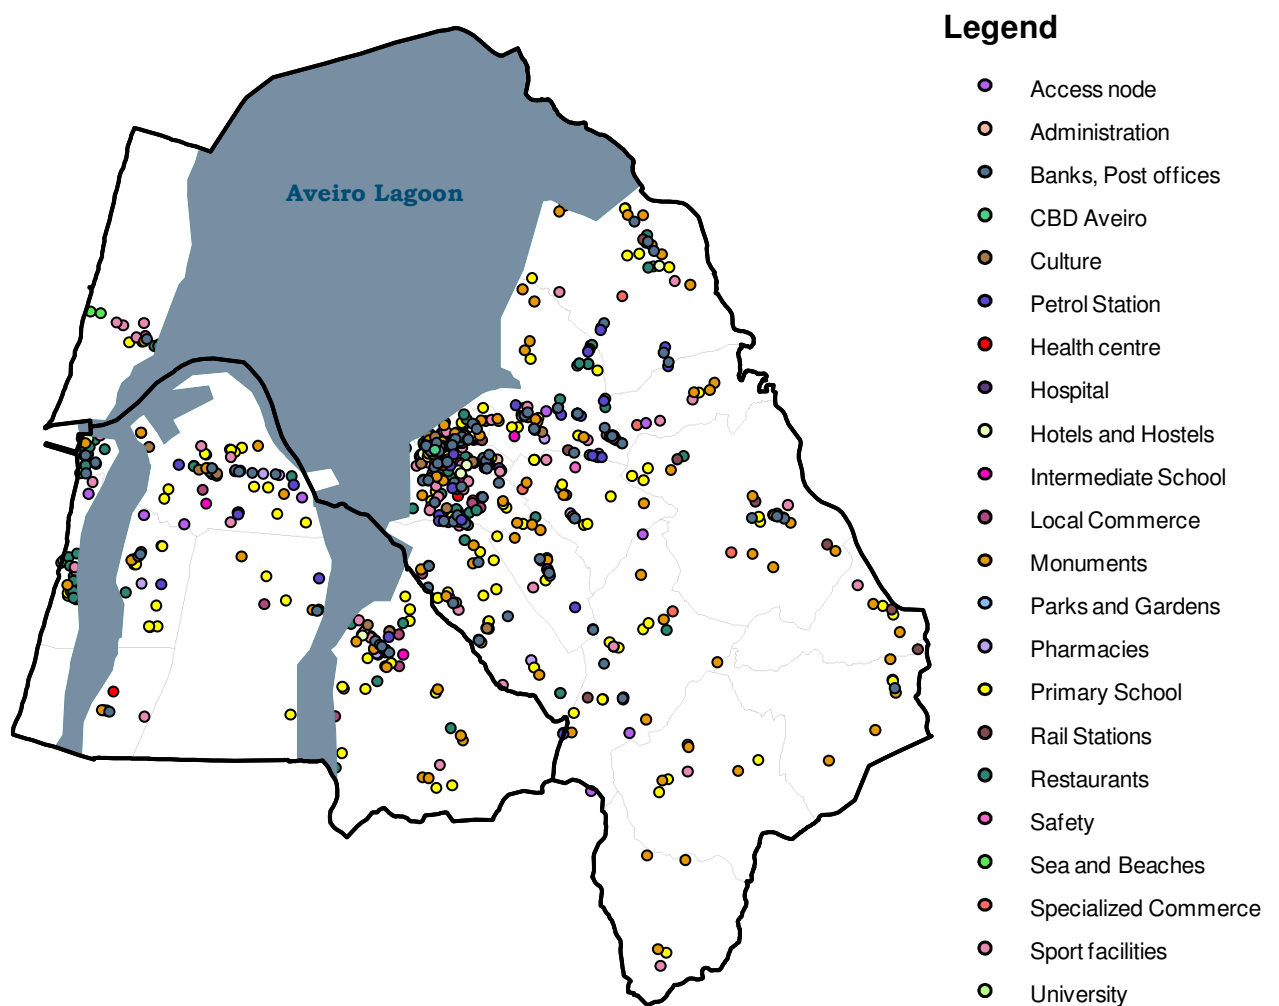 Legend
Access node
Administration
Banks, Post offices
CBD Aveiro
Culture
Petrol Station
Health centre
Hospital
Hotels and Hostels
Intermediate School
Local Commerce
Monuments
Parks and Gardens
Pharmacies
Primary School
Rail Stations
Restaurants
Safety
Sea and Beaches
Specialized Commerce
Sport facilities
University
Aveiro Lagoon